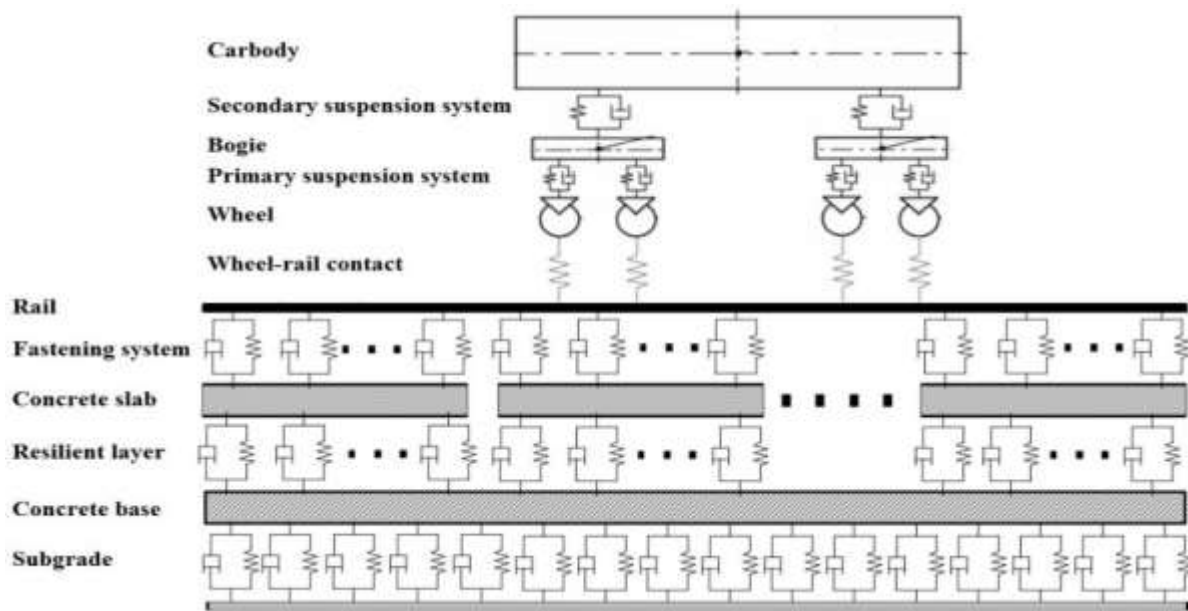 Carbody
Secondary suspension system
Bogie
Primary suspension system
Wheel
Wheel-rail contact
Rail
Fastening system
Concrete slab
Resilient layer
Concrete base
Subgrade